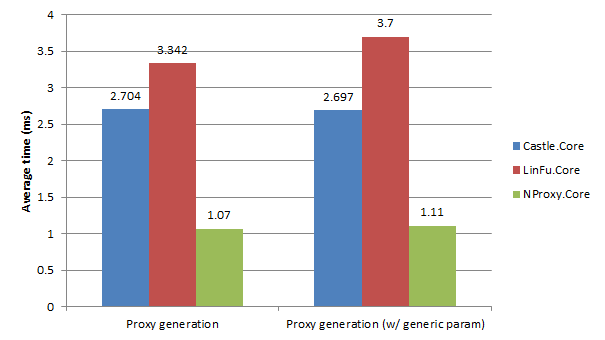 4
3.5
3
2.5
2
1.5
1
0.5
0
Average time (ms)
2.704
3.342
1.07
2.697
3.7
1.11
Proxy generation
Proxy generation (w/ generic param)
Castle.Core
LinFu.Core
NProxy.Core